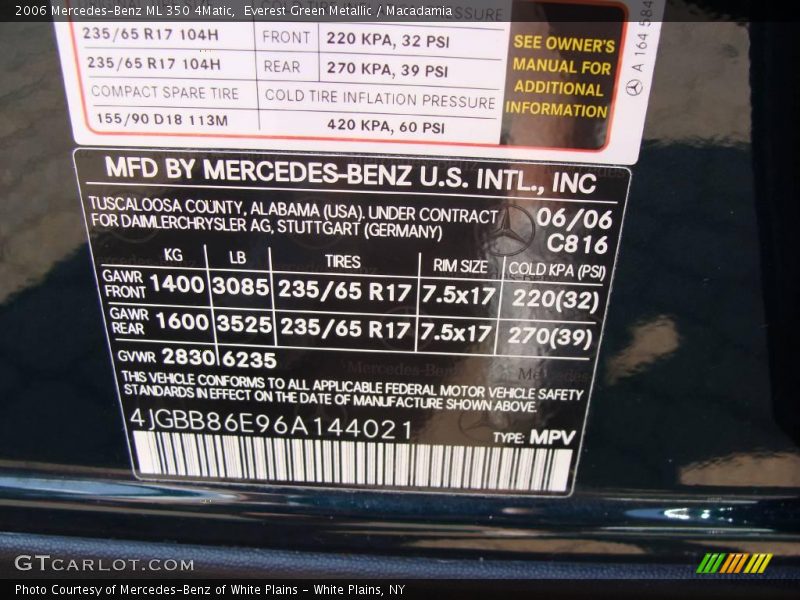 2006 Mercedes-Benz ML 350 4Matic,  Everest Green Metallic / Macadamia
235/65 R17 104H FRONT 220 KPA, 32 PSI
235/65 R17 104H REAR 270 KPA, 39 PSI
COMPACT SPARE TIRE COLD TIRE INFLATION PRESSURE
155/90 D18 113M 420 KPA, 60 PSI
SEE OWNER'S
MANUAL FOR
ADDITIONAL
INFORMATION
A 164 584
MFD BY MERCEDES-BENZ U.S. INTL., INC
TUSCALOOSA COUNTY, ALABAMA (USA). UNDER CONTRACT
FOR DAIMLERCHRYSLER AG, STUTTGART (GERMANY)
06/06
C816
KG LB TIRES RIM SIZE COLD KPA (PSI)
GAWR FRONT 1400 3085 235/65 R17 7.5x17 220(32)
GAWR REAR 1600 3525 235/65 R17 7.5x17 270(39)
GVWR 2830 6235
THIS VEHICLE CONFORMS TO ALL APPLICABLE FEDERAL MOTOR VEHICLE SAFETY
STANDARDS IN EFFECT ON THE DATE OF MANUFACTURE SHOWN ABOVE.
4JGBB86E96A144021
TYPE: MPV
GTCARLOT.COM
Photo Courtesy of Mercedes-Benz of White Plains - White Plains, NY